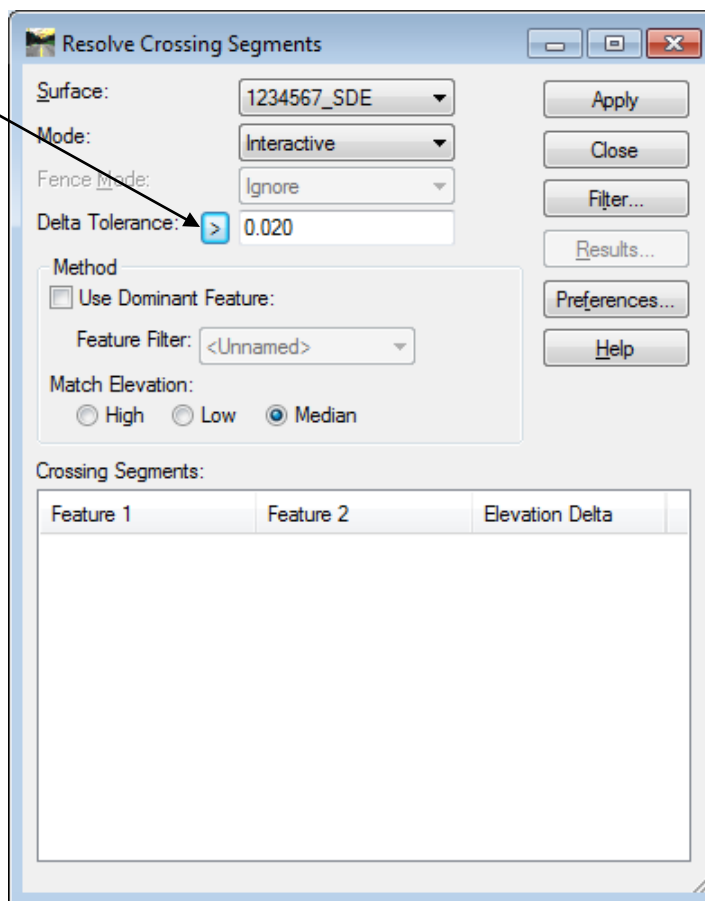 Resolve Crossing Segments
Surface: 1234567_SDE Apply
Mode: Interactive Close
Fence Mode: Ignore Filter...
Delta Tolerance: > 0.020 Results...
Method
Use Dominant Feature: Preferences...
Feature Filter: <Unnamed> Help
Match Elevation:
High Low Median
Crossing Segments:
Feature 1 Feature 2 Elevation Delta